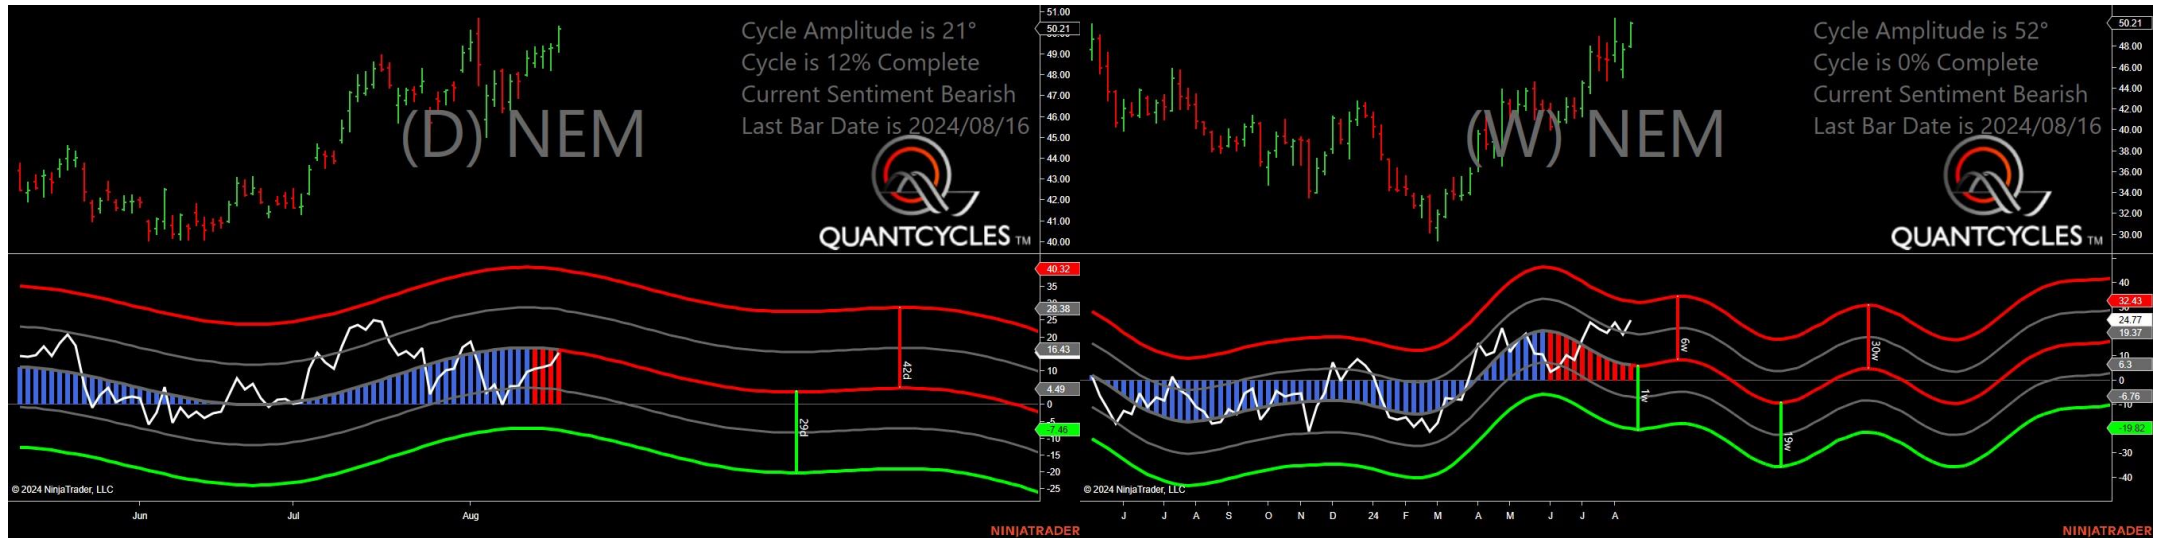 Cycle Amplitude is 21°
Cycle is 12% Complete
Current Sentiment Bearish
Last Bar Date is 2024/08/16
(D) NEM
QUANTCYCLES TM
51.00
50.21
49.00
48.00
47.00
46.00
45.00
44.00
43.00
42.00
41.00
40.00
40.32
35
28.38
25
20
16.43
10
4.49
0
-7.46
-10
-15
-20
-25
42d
29d
© 2024 NinjaTrader, LLC
Jun Jul Aug
NINJATRADER
Cycle Amplitude is 52°
Cycle is 0% Complete
Current Sentiment Bearish
Last Bar Date is 2024/08/16
(W) NEM
QUANTCYCLES TM
50.21
48.00
46.00
44.00
42.00
40.00
38.00
36.00
34.00
32.00
30.00
40
32.43
24.77
19.37
10
6.3
0
-6.76
-10
-19.82
-30
-40
6w
30w
1w
19w
© 2024 NinjaTrader, LLC
J J A S O N D 24 F M A M J J A
NINJATRADER